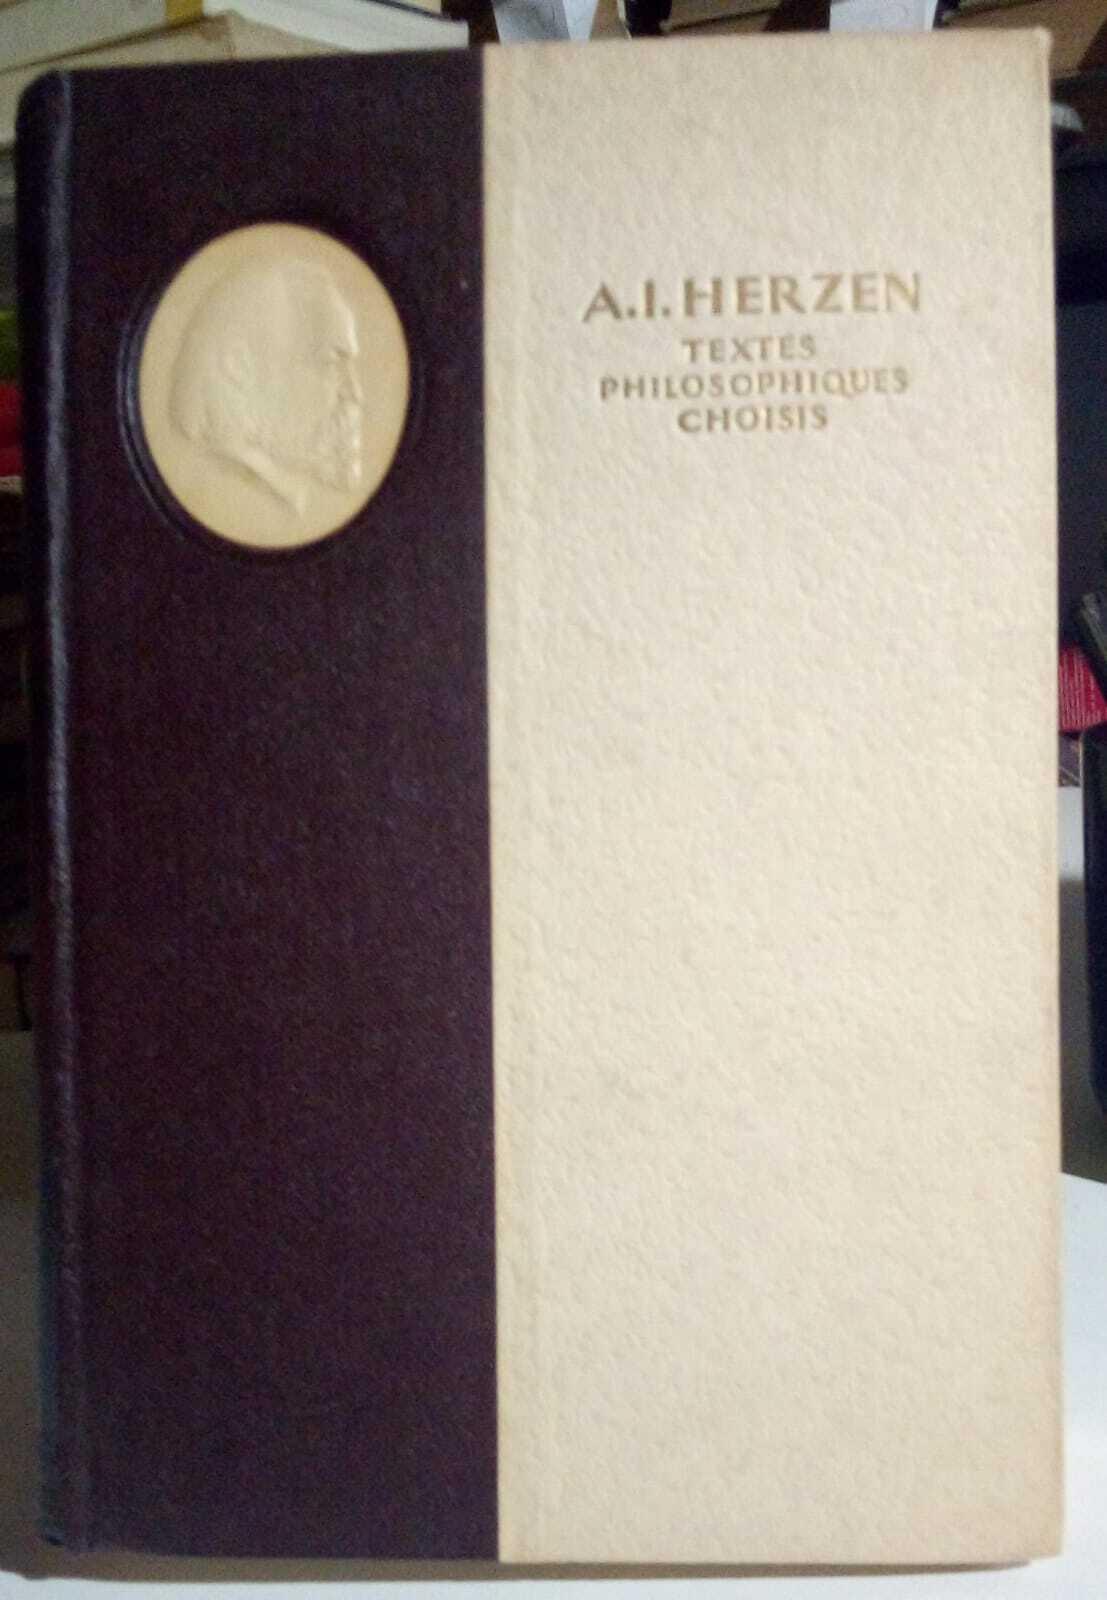 A.I. HERZEN
TEXTES
PHILOSOPHIQUES
CHOISIS